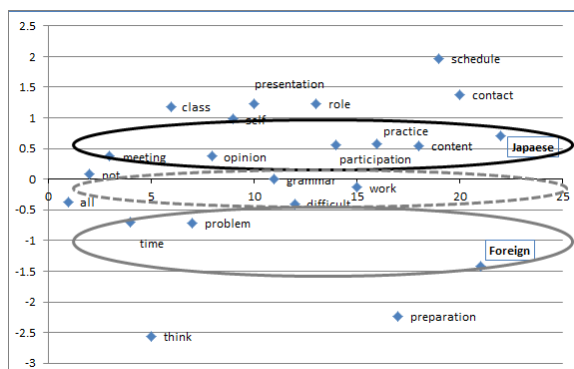 2.5
schedule
2
1.5
presentation
contact
class
role
1
self
practice
0.5
Japaese
meeting
opinion
content
participation
not
grammar
0
work
0
5
10
15
20
25
all
difficult
-0.5
problem
time
-1
Foreign
-1.5
-2
preparation
-2.5
think
-3